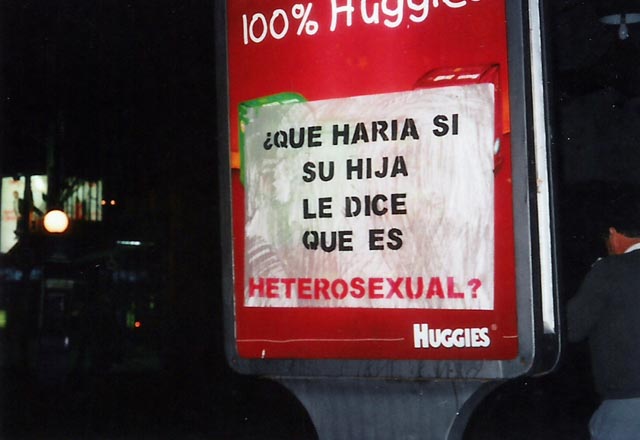 100% Huggies
¿QUE HARIA SI
SU HIJA
LE DICE
QUE ES
HETEROSEXUAL?
HUGGIES